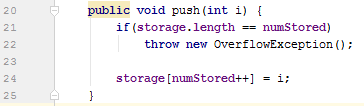 20 public void push(int i) {
21 if(storage.length == numStored)
22 throw new OverflowException();
23
24 storage[numStored++] = i;
25 }